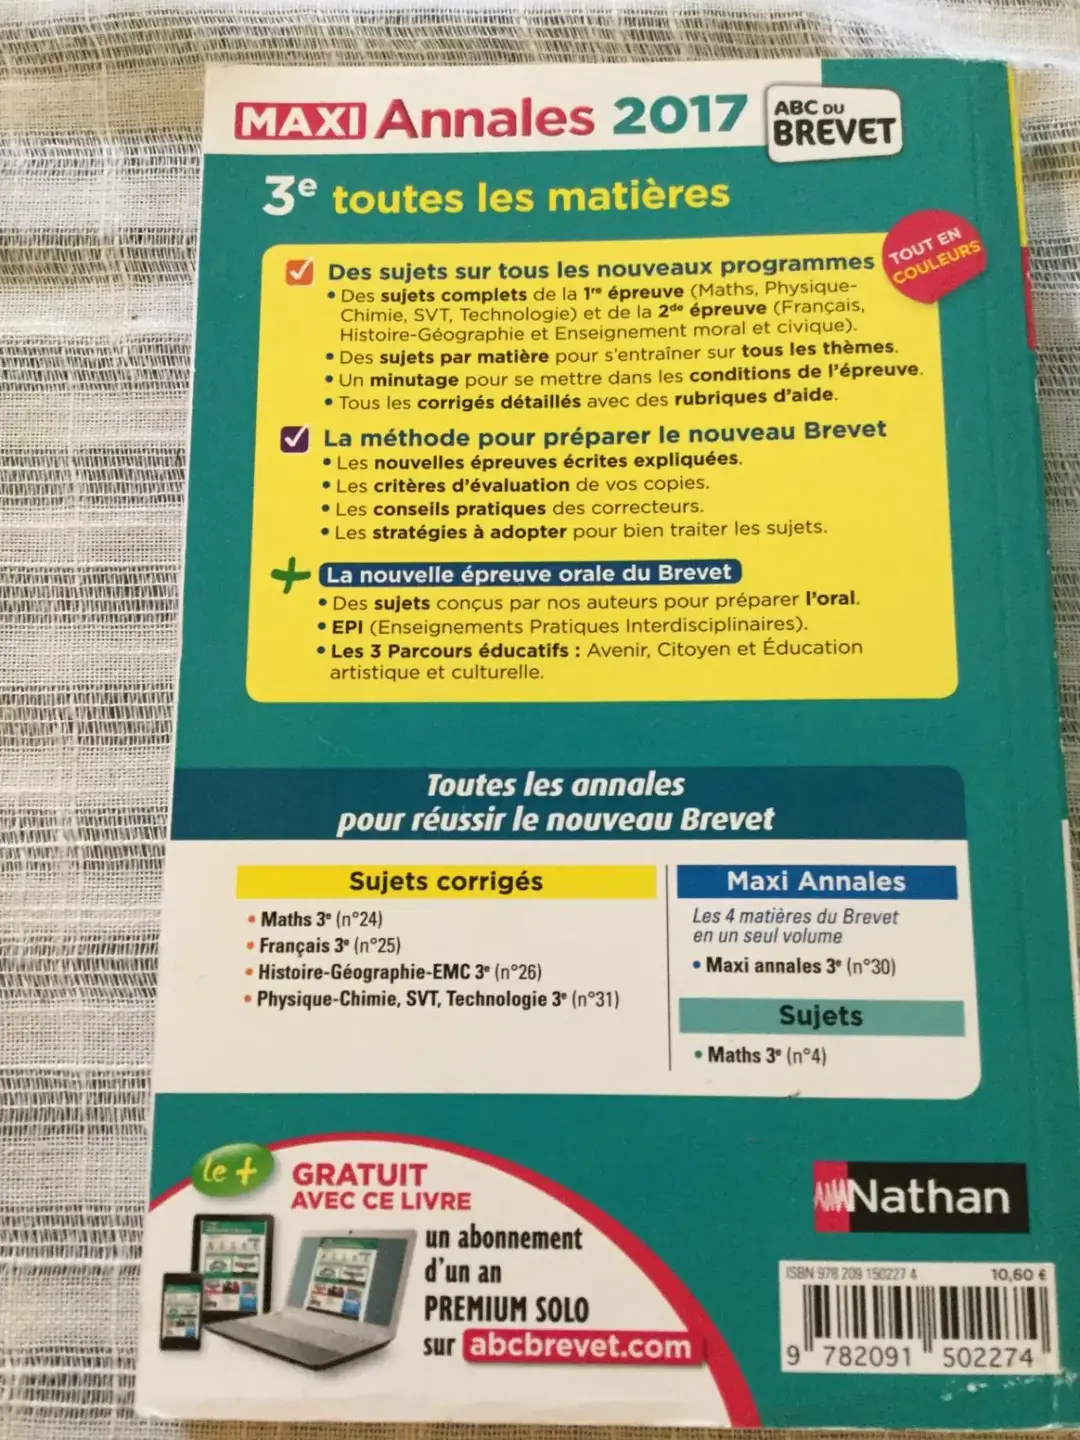 MAXI Annales 2017
ABC DU
BREVET
3e toutes les matières
TOUT EN
COULEURS
Des sujets sur tous les nouveaux programmes
• Des sujets complets de la 1re épreuve (Maths, Physique-
Chimie, SVT, Technologie) et de la 2de épreuve (Français,
Histoire-Géographie et Enseignement moral et civique).
• Des sujets par matière pour s'entraîner sur tous les thèmes.
• Un minutage pour se mettre dans les conditions de l'épreuve.
• Tous les corrigés détaillés avec des rubriques d'aide.
La méthode pour préparer le nouveau Brevet
• Les nouvelles épreuves écrites expliquées.
• Les critères d'évaluation de vos copies.
• Les conseils pratiques des correcteurs.
• Les stratégies à adopter pour bien traiter les sujets.
+ La nouvelle épreuve orale du Brevet
• Des sujets conçus par nos auteurs pour préparer l'oral.
• EPI (Enseignements Pratiques Interdisciplinaires).
• Les 3 Parcours éducatifs : Avenir, Citoyen et Éducation
artistique et culturelle.
Toutes les annales
pour réussir le nouveau Brevet
Sujets corrigés
• Maths 3e (n°24)
• Français 3e (n°25)
• Histoire-Géographie-EMC 3e (n°26)
• Physique-Chimie, SVT, Technologie 3e (n°31)
Maxi Annales
Les 4 matières du Brevet
en un seul volume
• Maxi annales 3e (n°30)
Sujets
• Maths 3e (n°4)
le +
GRATUIT
AVEC CE LIVRE
un abonnement
d'un an
PREMIUM SOLO
sur abcbrevet.com
Nathan
ISBN 978 209 150227 4
10,60 €
9 782091 502274